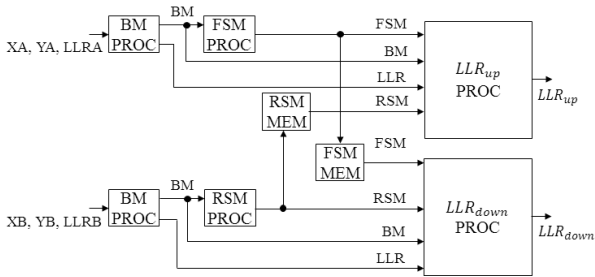 BM
FSM
BM
PROC
FSM
PROC
XA, YA, LLRA
BM
LLR
RSM
LLR_up
PROC
LLR_up
RSM
MEM
FSM
MEM
FSM
BM
BM
PROC
RSM
PROC
XB, YB, LLRB
RSM
BM
LLR
LLR_down
PROC
LLR_down